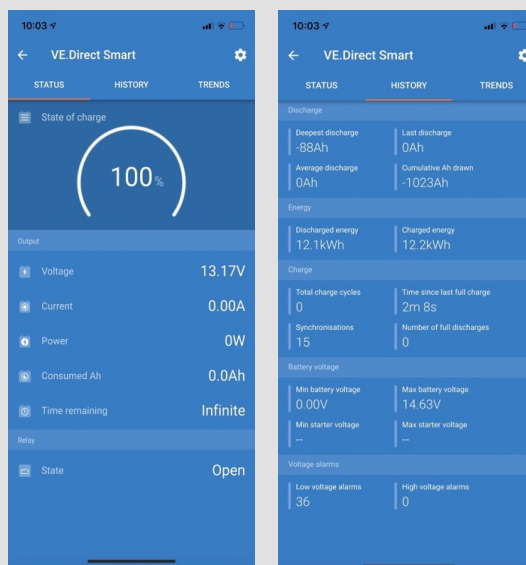 10:03
VE.Direct Smart
STATUS HISTORY TRENDS
State of charge
100%
Output
Voltage 13.17V
Current 0.00A
Power 0W
Consumed Ah 0.0Ah
Time remaining Infinite
Relay
State Open
10:03
VE.Direct Smart
STATUS HISTORY TRENDS
Discharge
Deepest discharge Last discharge
-88Ah 0Ah
Average discharge Cumulative Ah drawn
0Ah -1023Ah
Energy
Discharged energy Charged energy
12.1kWh 12.2kWh
Charge
Total charge cycles Time since last full charge
0 2m 8s
Synchronisations Number of full discharges
15 0
Battery voltage
Min battery voltage Max battery voltage
0.00V 14.63V
Min starter voltage Max starter voltage
-- --
Voltage alarms
Low voltage alarms High voltage alarms
36 0